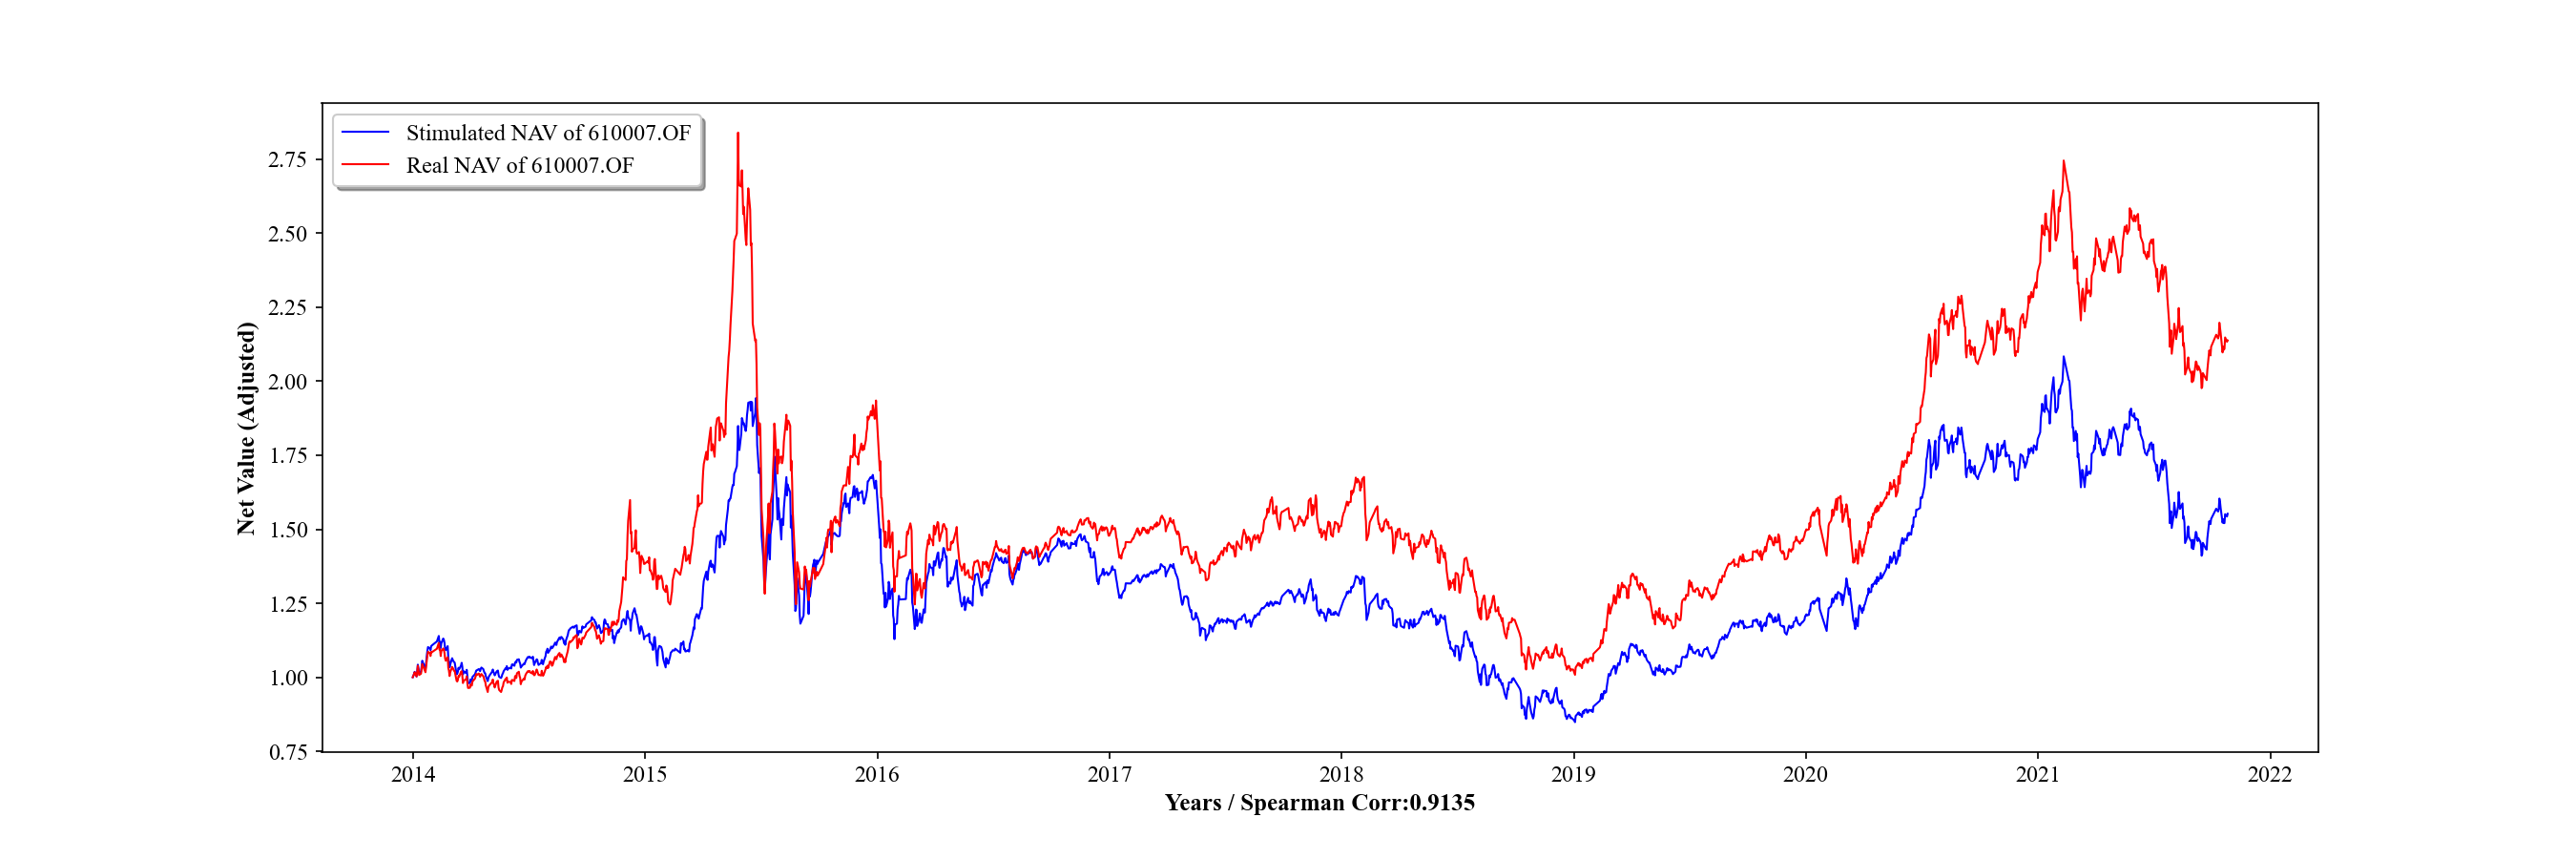 Stimulated NAV of 610007.OF
Real NAV of 610007.OF
Net Value (Adjusted)
2.75
2.50
2.25
2.00
1.75
1.50
1.25
1.00
0.75
2014 2015 2016 2017 2018 2019 2020 2021 2022
Years / Spearman Corr:0.9135